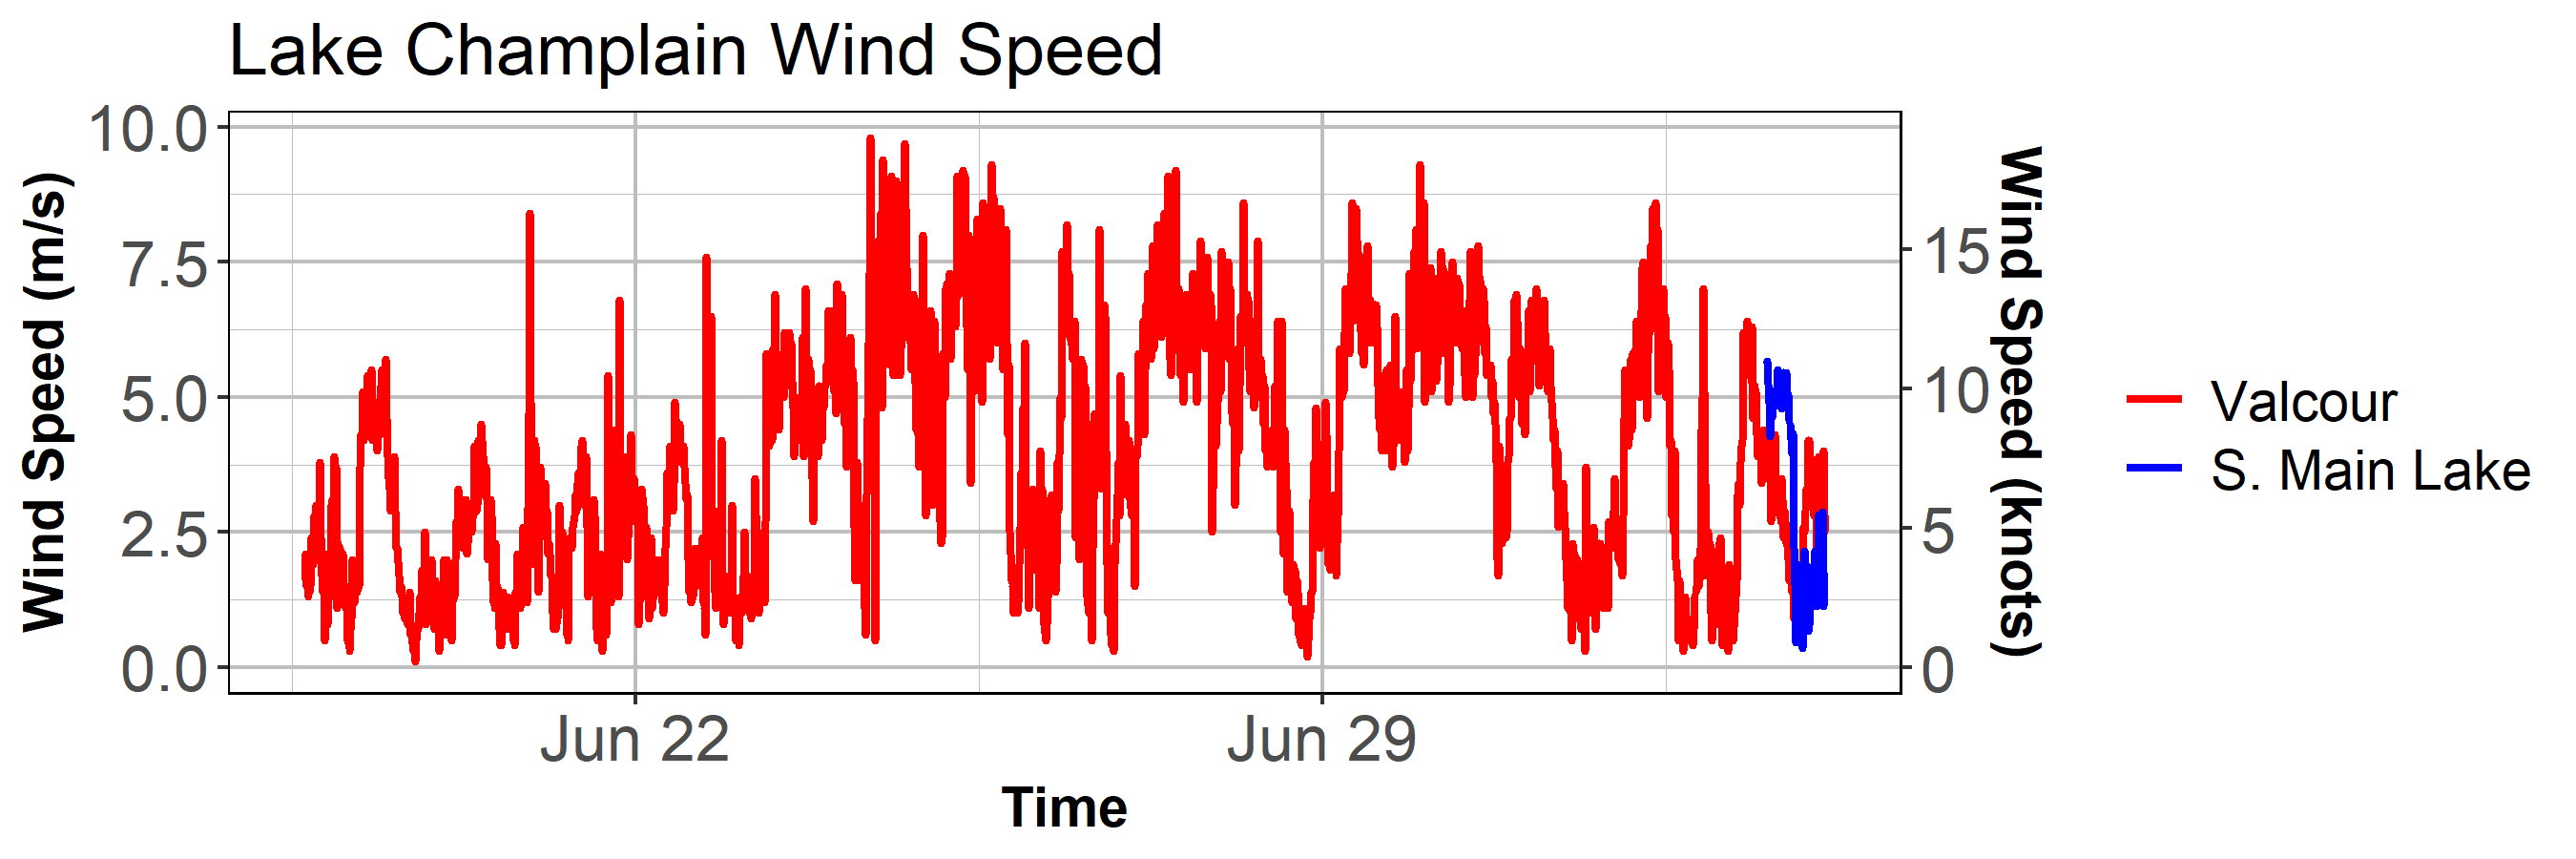 Lake Champlain Wind Speed
Wind Speed (m/s)
10.0
7.5
5.0
2.5
0.0
Jun 22
Jun 29
Time
15
10
5
0
Wind Speed (knots)
Valcour
S. Main Lake